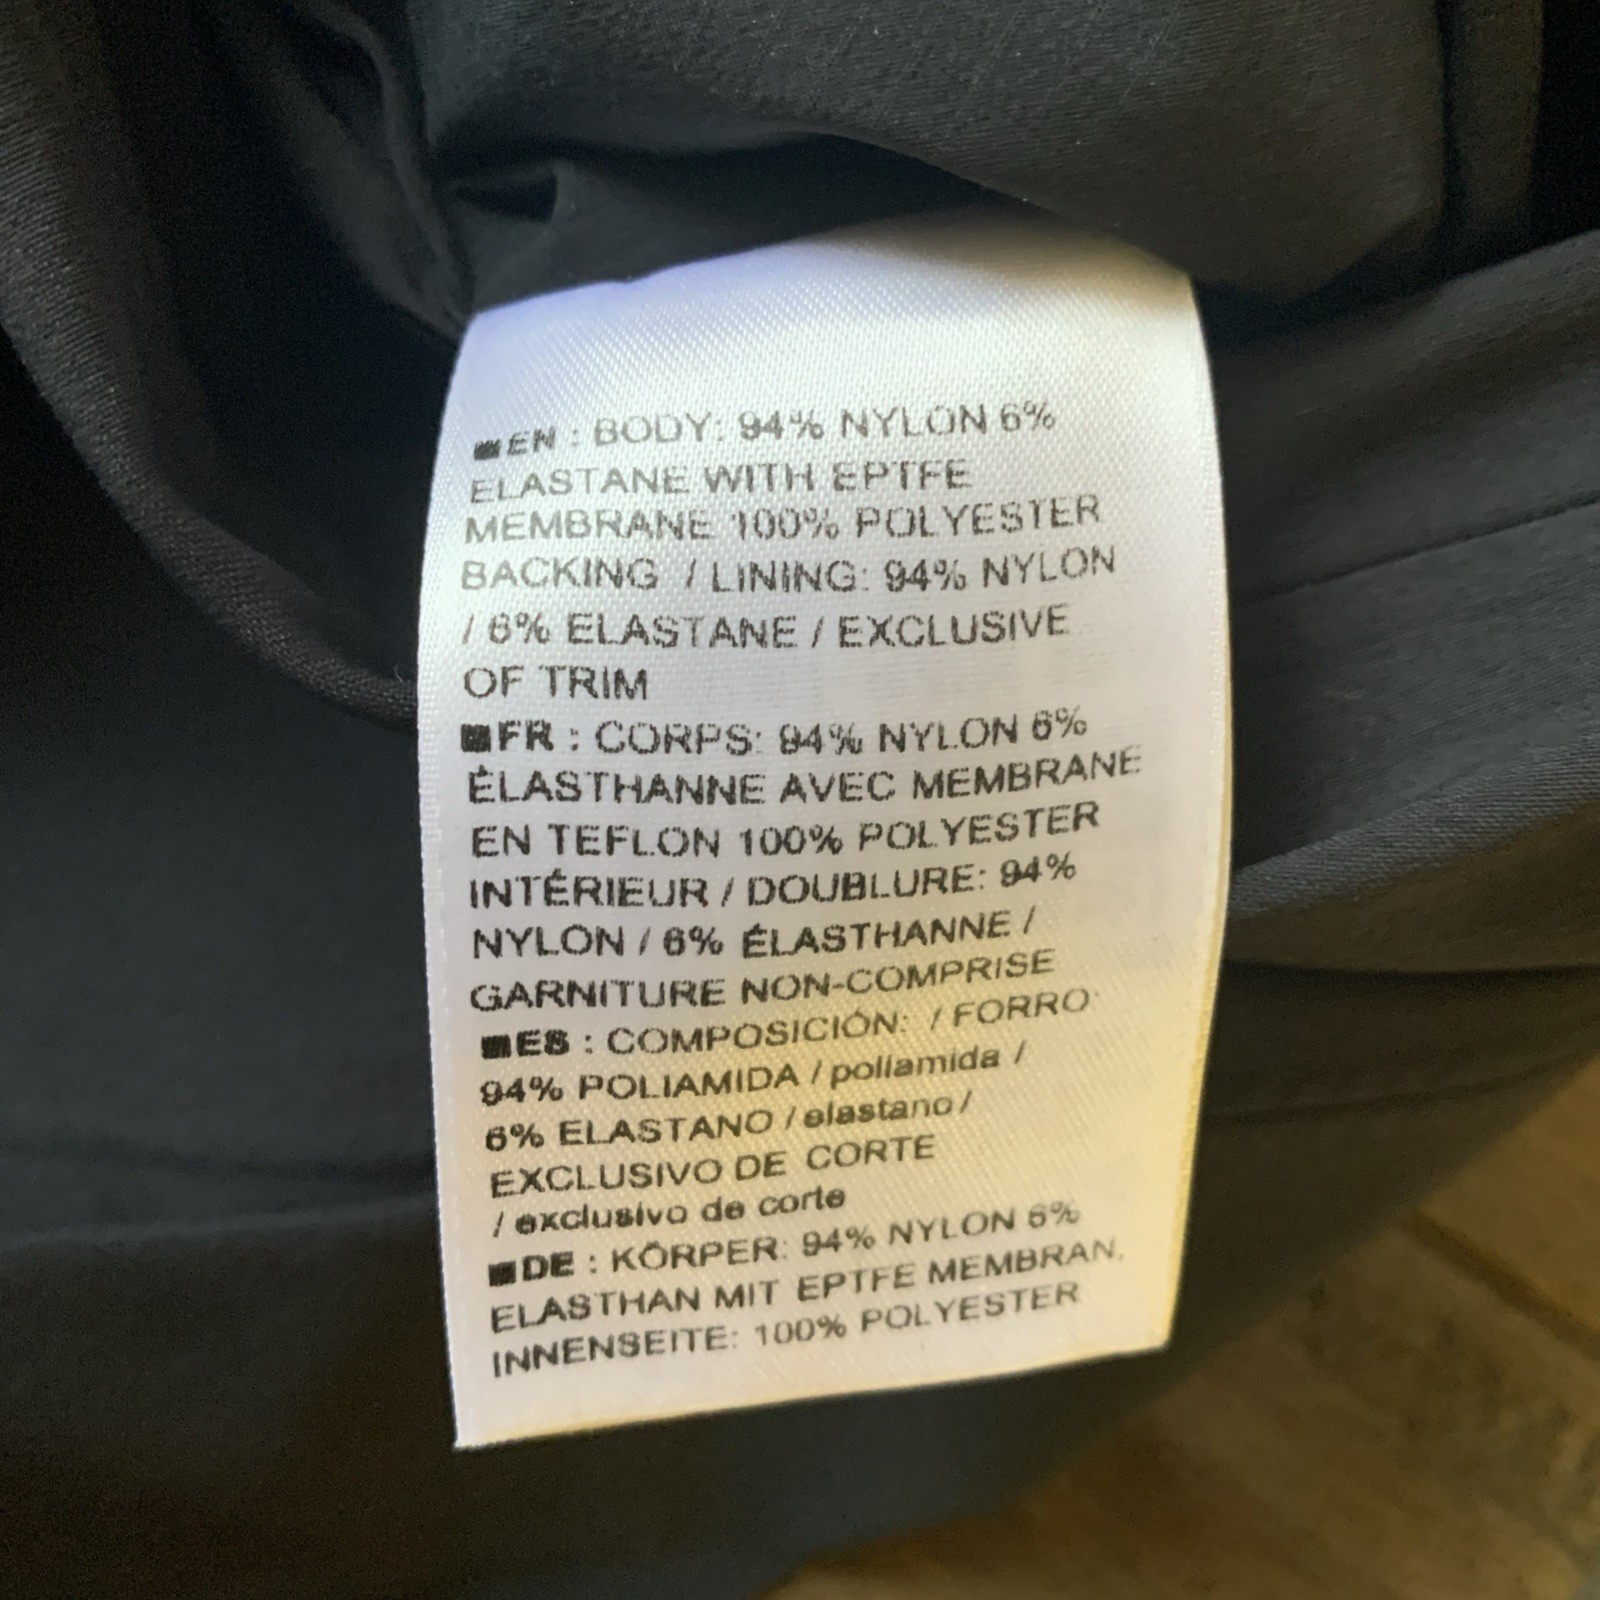 EN : BODY: 94% NYLON 6%
ELASTANE WITH EPTFE
MEMBRANE 100% POLYESTER
BACKING / LINING: 94% NYLON
/ 6% ELASTANE / EXCLUSIVE
OF TRIM
FR : CORPS: 94% NYLON 6%
ÉLASTHANNE AVEC MEMBRANE
EN TEFLON 100% POLYESTER
INTÉRIEUR / DOUBLURE: 94%
NYLON / 6% ÉLASTHANNE /
GARNITURE NON-COMPRISE
ES : COMPOSICIÓN: / FORRO
94% POLIAMIDA / poliamida /
6% ELASTANO / elastano /
EXCLUSIVO DE CORTE
/ exclusivo de corte
DE : KÖRPER: 94% NYLON 6%
ELASTHAN MIT EPTFE MEMBRAN,
INNENSEITE: 100% POLYESTER